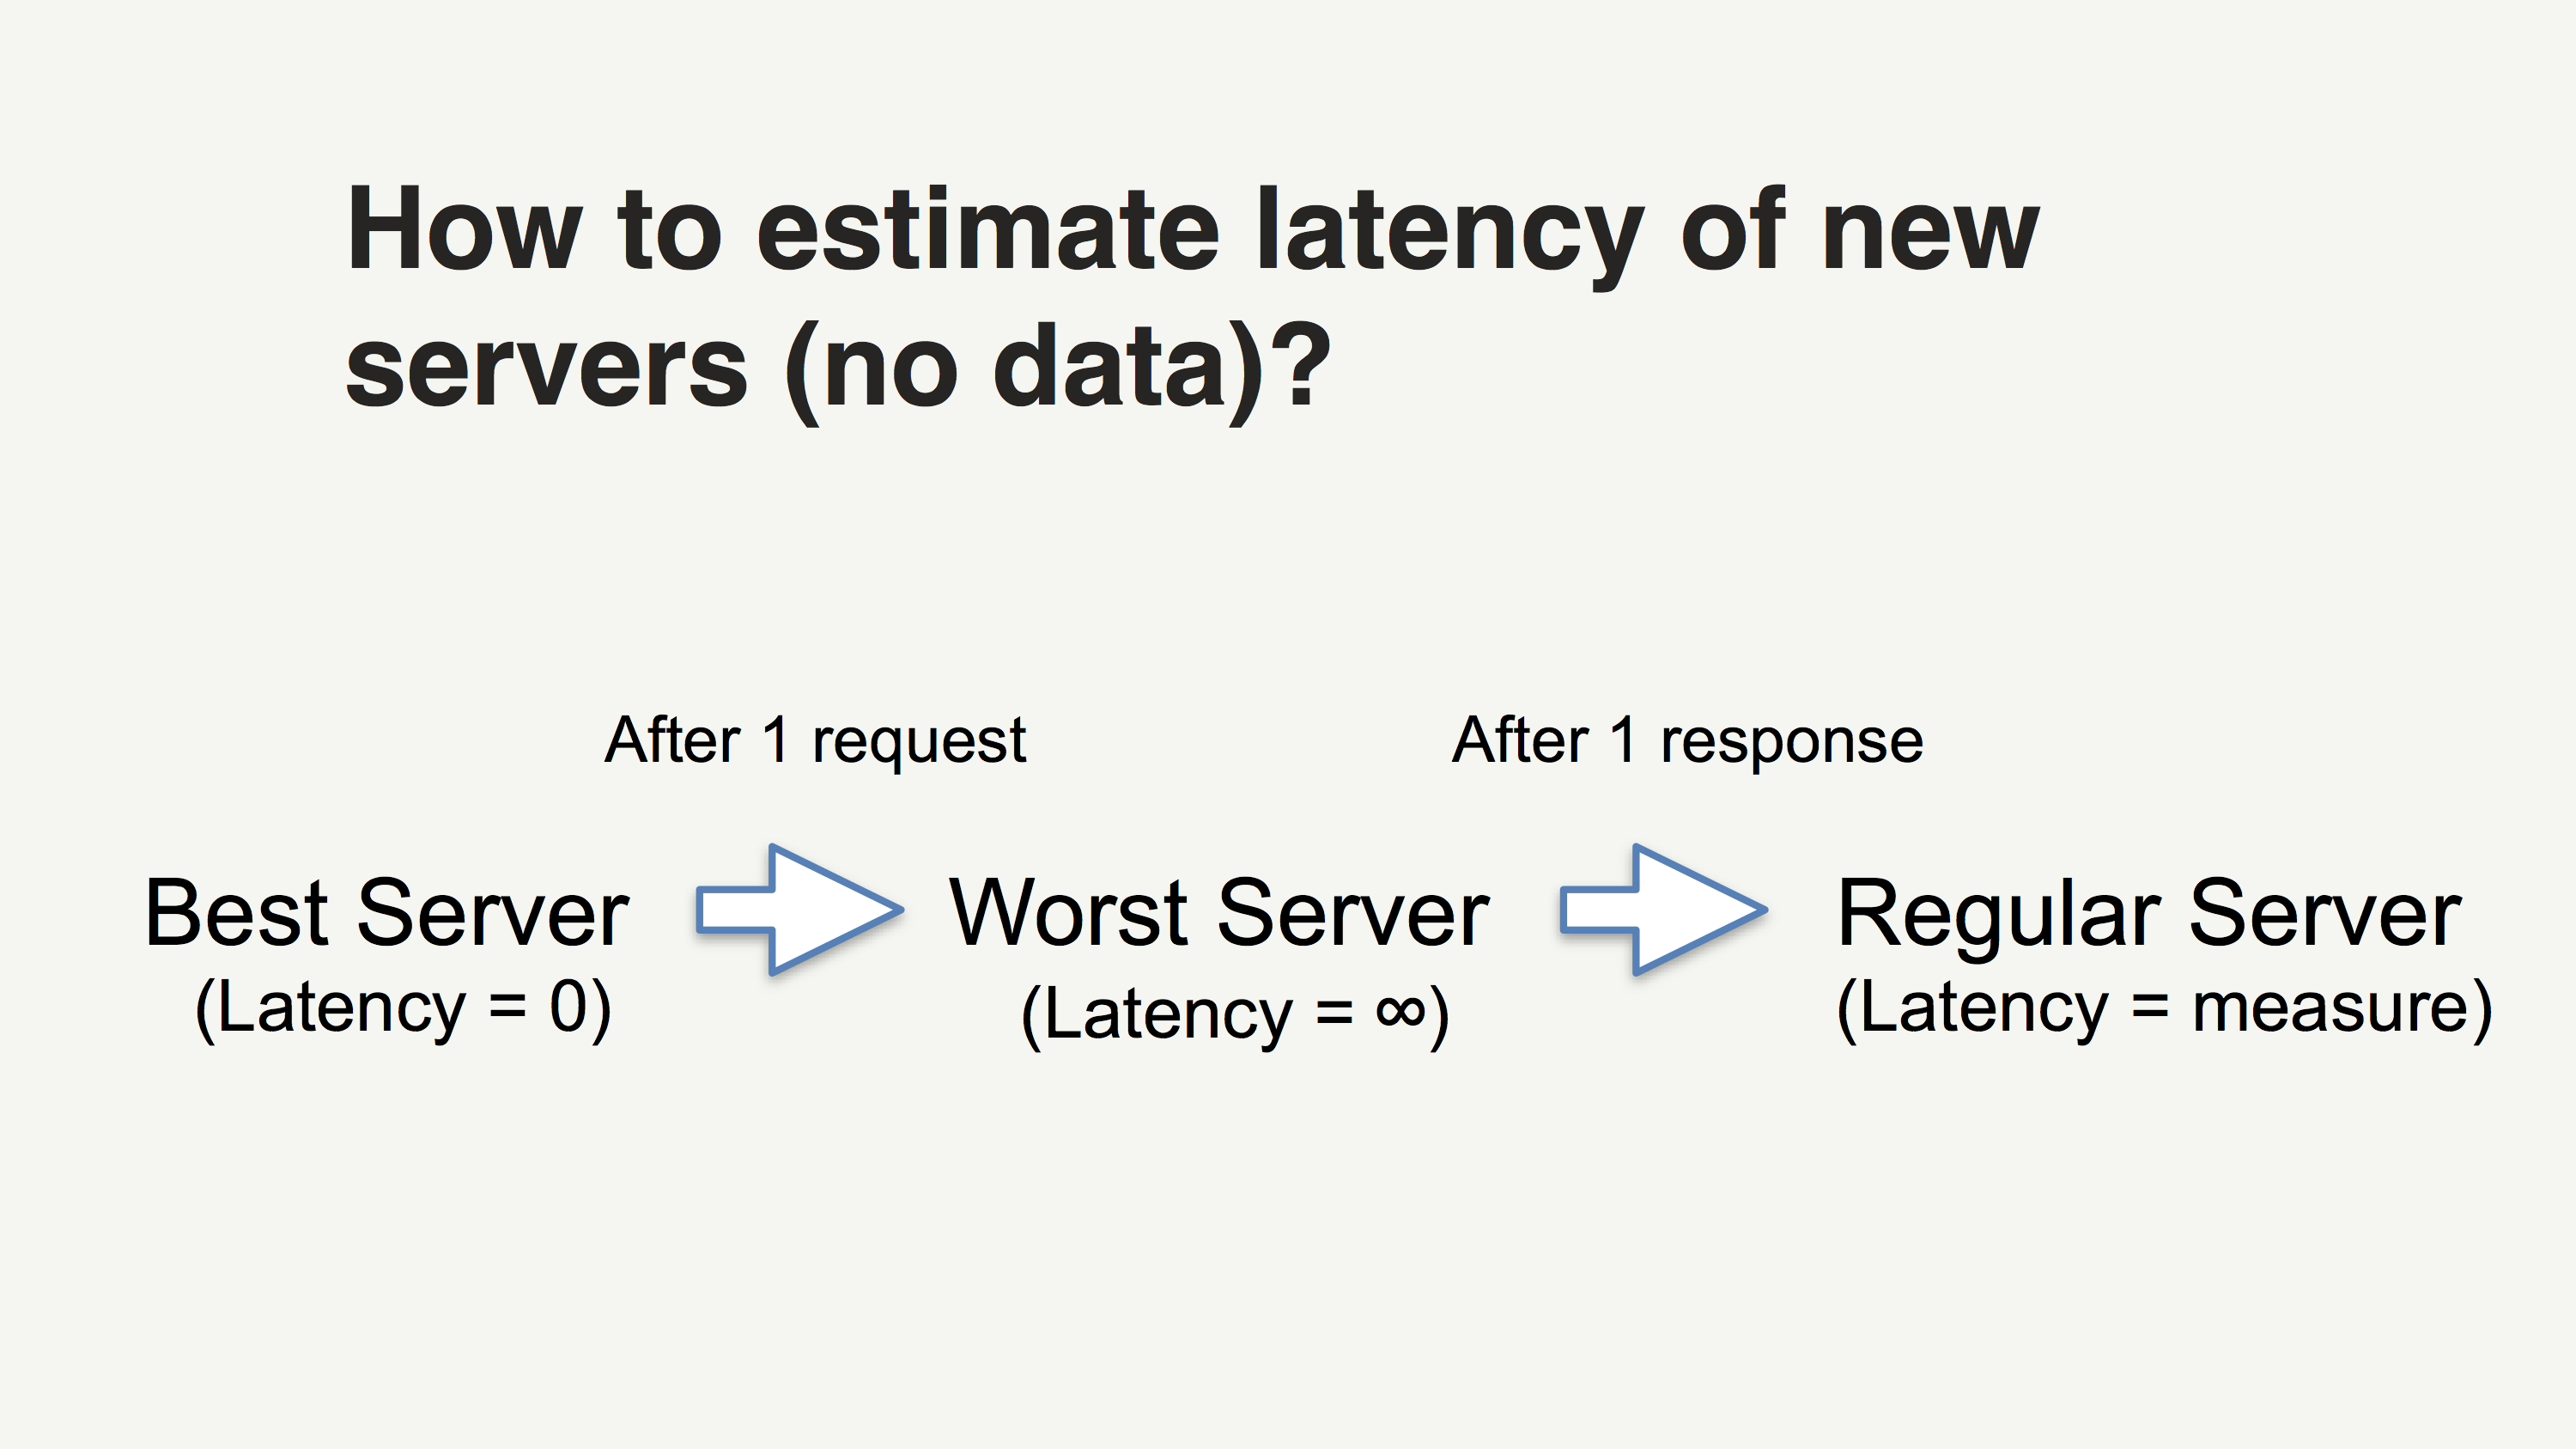 How to estimate latency of new
servers (no data)?
After 1 request
After 1 response
Best Server
(Latency = 0)
Worst Server
(Latency = ∞)
Regular Server
(Latency = measure)